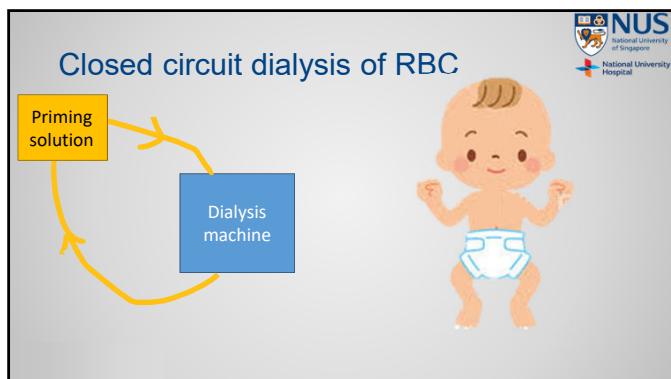 NUS
National University
of Singapore
National University
Hospital
Closed circuit dialysis of RBC
Priming
solution
Dialysis
machine